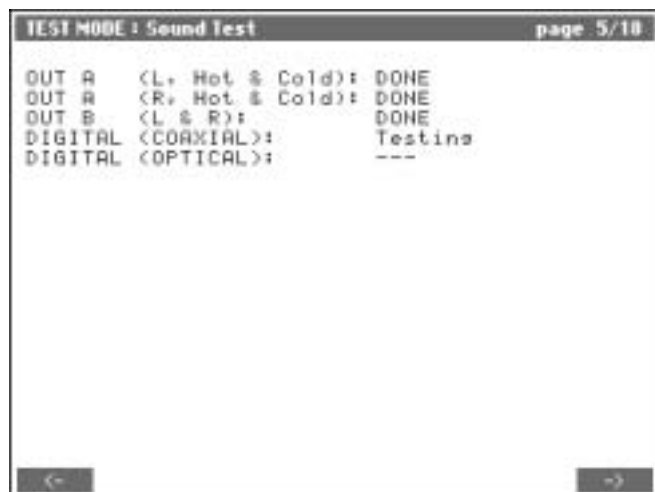 TEST MODE : Sound Test page 5/18
OUT A (L, Hot & Cold): DONE
OUT A (R, Hot & Cold): DONE
OUT B (L & R): DONE
DIGITAL (COAXIAL): Testing
DIGITAL (OPTICAL): ---
<- ->